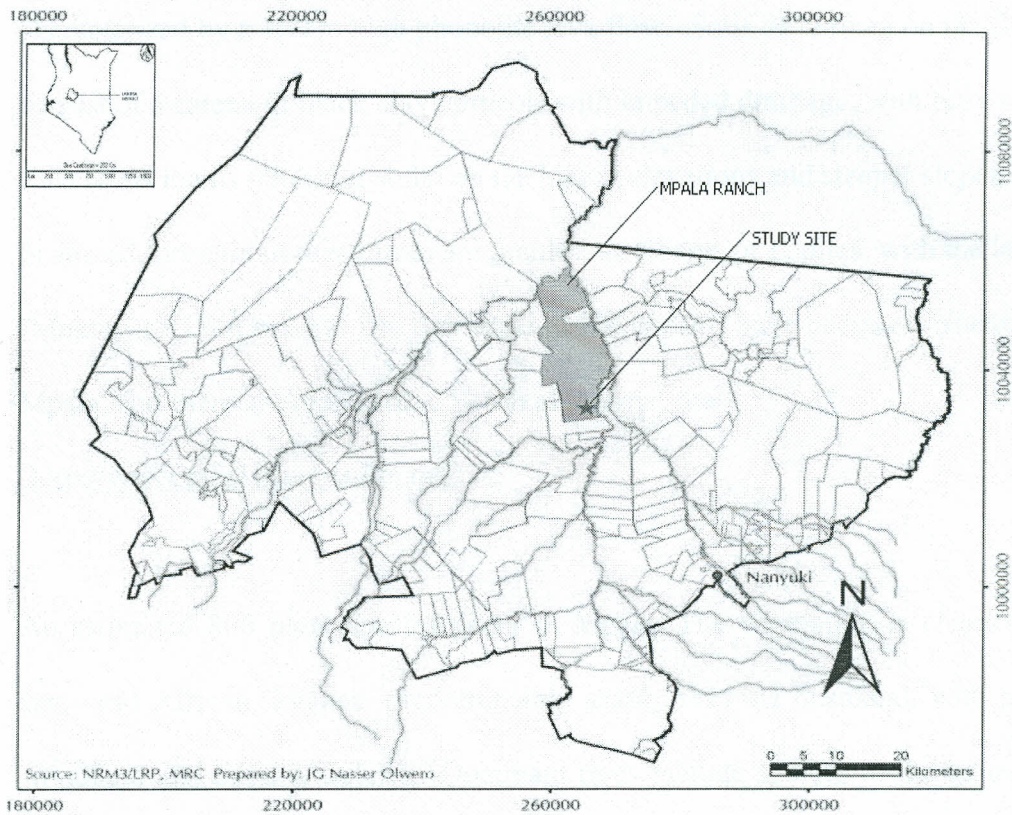 180000 220000 260000 300000
10080000
MPALA RANCH
STUDY SITE
10040000
10000000
Nanyuki
N
0 5 10 20
Kilometers
Source: NRM3/LRP, MRC Prepared by: JG Nasser Olwero
180000 220000 260000 300000